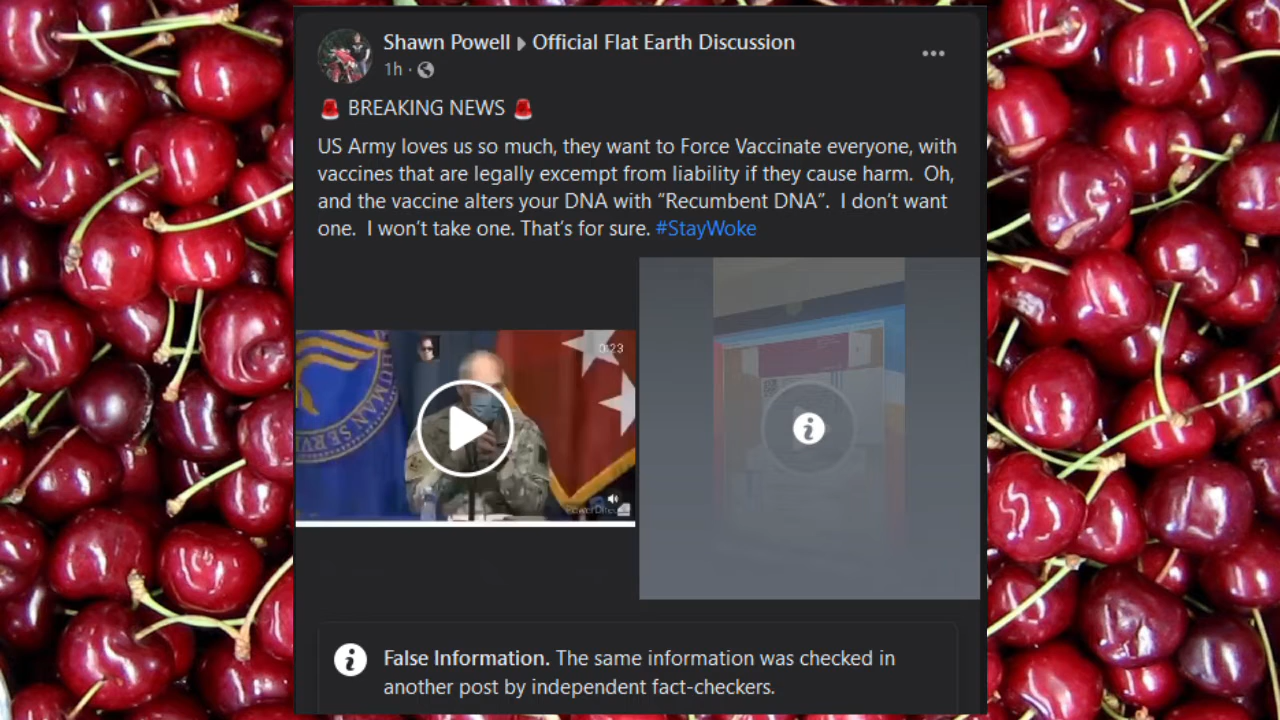 Shawn Powell ▸ Official Flat Earth Discussion
1h ·
🚨 BREAKING NEWS 🚨
US Army loves us so much, they want to Force Vaccinate everyone, with
vaccines that are legally excempt from liability if they cause harm. Oh,
and the vaccine alters your DNA with “Recumbent DNA”. I don’t want
one. I won’t take one. That’s for sure. #StayWoke
HUMAN SERVI
False Information. The same information was checked in
another post by independent fact-checkers.